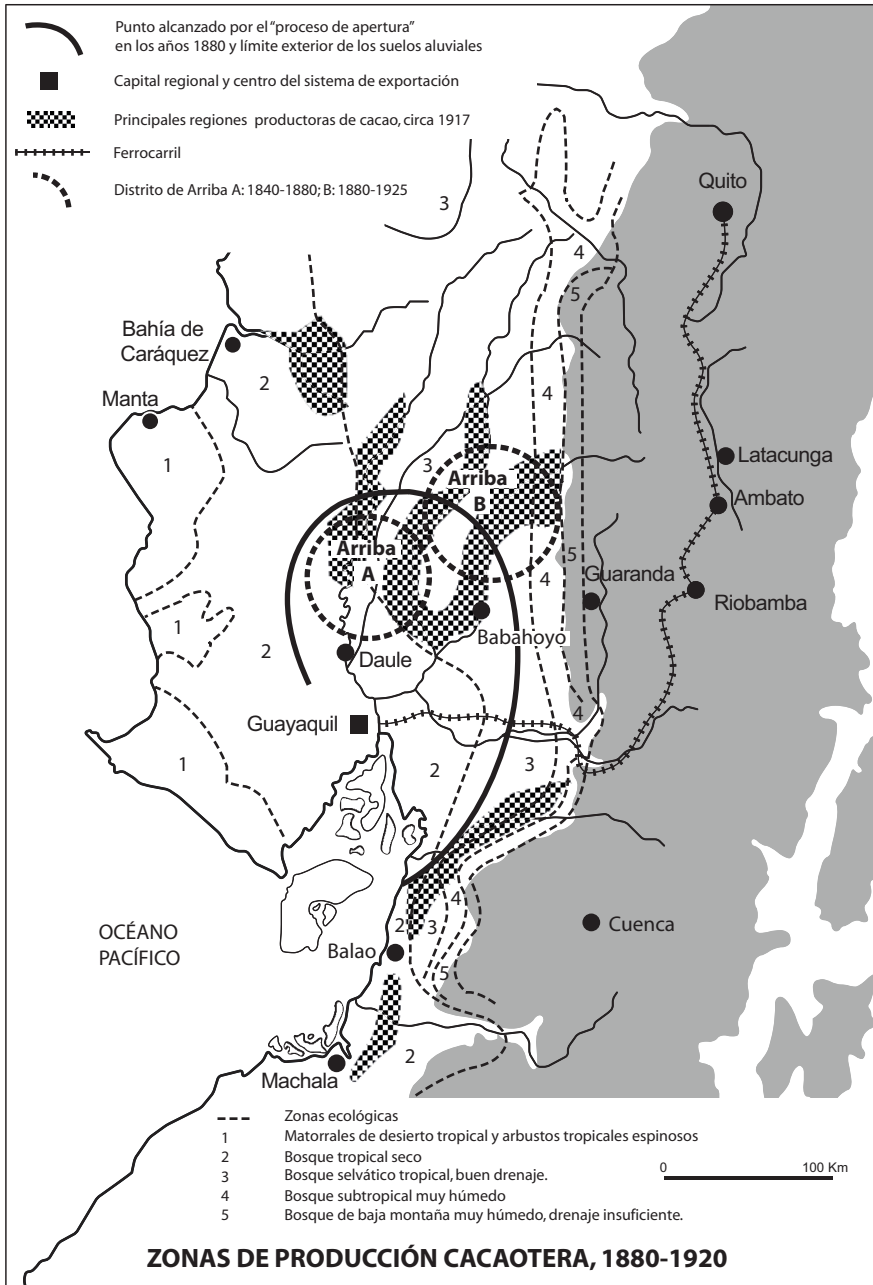 Punto alcanzado por el "proceso de apertura"
en los años 1880 y límite exterior de los suelos aluviales
Capital regional y centro del sistema de exportación
Principales regiones productoras de cacao, circa 1917
Ferrocarril
Distrito de Arriba A: 1840-1880; B: 1880-1925
3
Quito
4
5
Bahía de
Caráquez
2
Manta
4
1
3
Arriba
B
Latacunga
Ambato
Arriba
A
5
4
Guaranda
Riobamba
1
Babahoyo
2
Daule
4
Guayaquil
1
2
3
4
Cuenca
2
3
OCÉANO
PACÍFICO
Balao
5
2
Machala
Zonas ecológicas
1 Matorrales de desierto tropical y arbustos tropicales espinosos
2 Bosque tropical seco
3 Bosque selvático tropical, buen drenaje.
4 Bosque subtropical muy húmedo
5 Bosque de baja montaña muy húmedo, drenaje insuficiente.
0 100 Km
ZONAS DE PRODUCCIÓN CACAOTERA, 1880-1920